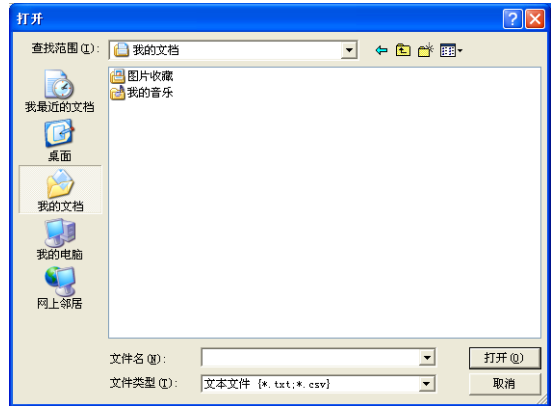 打开
查找范围(I):
我的文档
图片收藏
我的音乐
我最近的文档
桌面
我的文档
我的电脑
网上邻居
文件名(N):
打开(O)
文件类型(T):
文本文件 {*.txt;*.csv}
取消